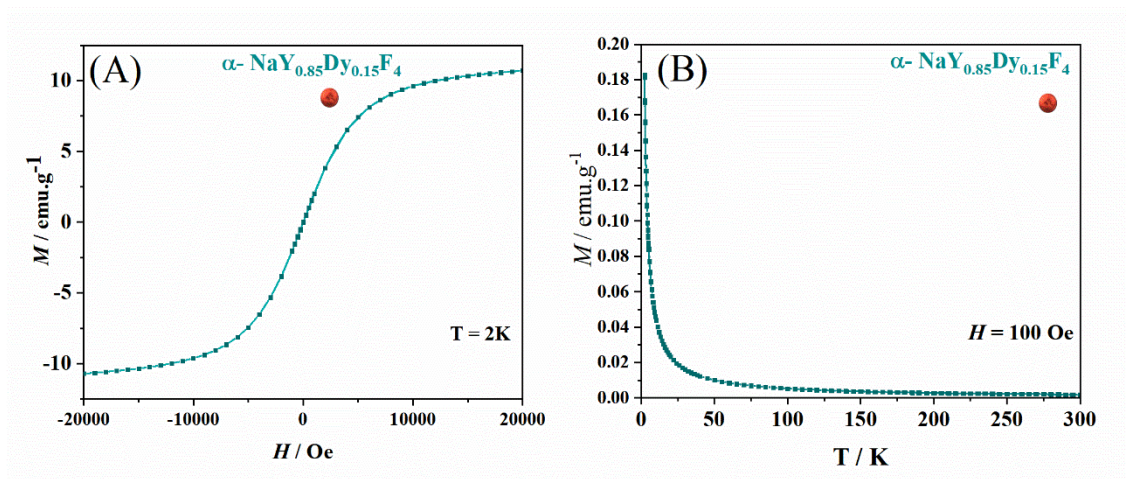 (A)
α- NaY0.85Dy0.15F4
10
5
0
-5
-10
M / emu.g-1
T = 2K
-20000 -10000 0 10000 20000
H / Oe
(B)
α- NaY0.85Dy0.15F4
0.20
0.18
0.16
0.14
0.12
0.10
0.08
0.06
0.04
0.02
0.00
M / emu.g-1
H = 100 Oe
0 50 100 150 200 250 300
T / K